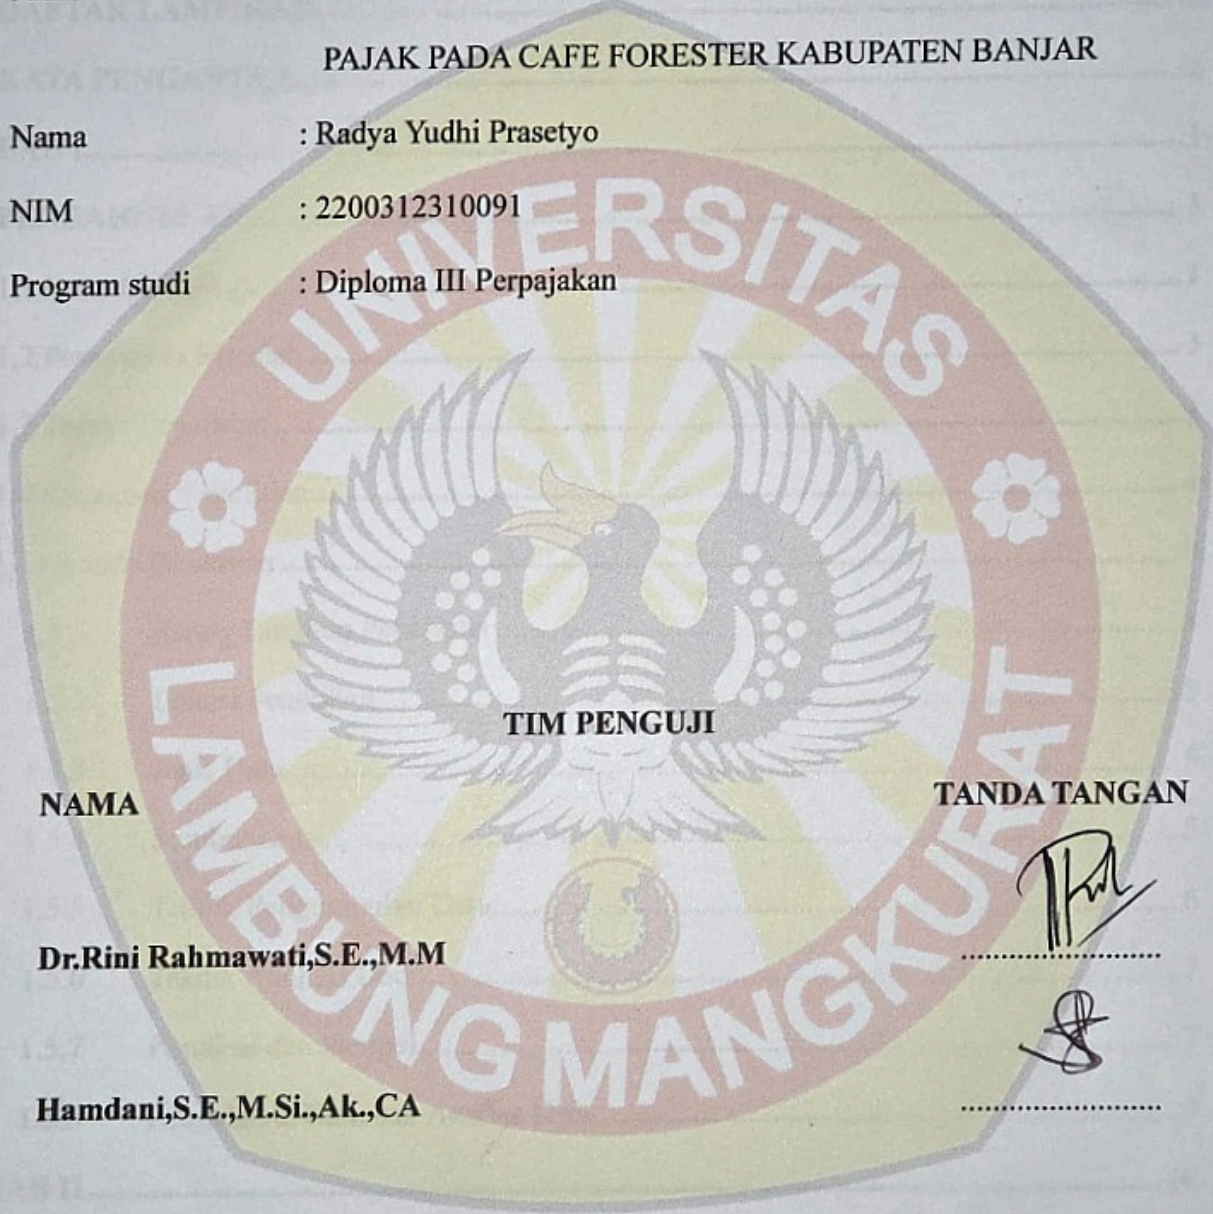 PAJAK PADA CAFE FORESTER KABUPATEN BANJAR
Nama : Radya Yudhi Prasetyo
NIM : 2200312310091
Program studi : Diploma III Perpajakan
UNIVERSITAS
LAMBUNG MANGKURAT
TIM PENGUJI
NAMA TANDA TANGAN
Dr.Rini Rahmawati,S.E.,M.M ....................................
Hamdani,S.E.,M.Si.,Ak.,CA ....................................